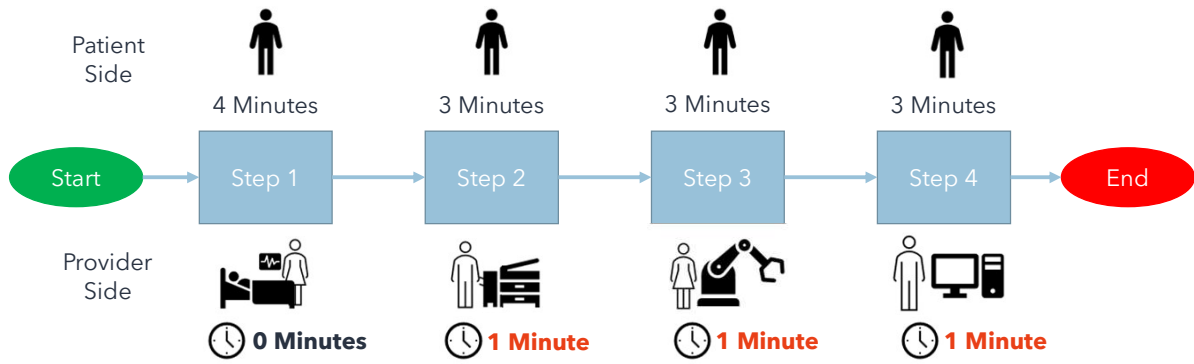 Patient
Side
4 Minutes
3 Minutes
3 Minutes
3 Minutes
Start
Step 1
Step 2
Step 3
Step 4
End
Provider
Side
0 Minutes
1 Minute
1 Minute
1 Minute